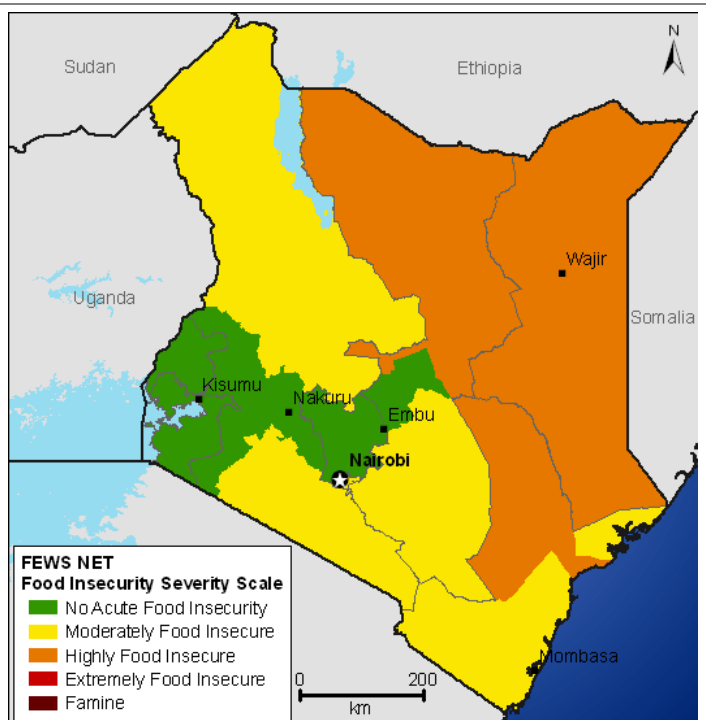 Sudan
Ethiopia
N
Wajir
Uganda
Somalia
Kisumu
Nakuru
Embu
Nairobi
FEWS NET
Food Insecurity Severity Scale
No Acute Food Insecurity
Moderately Food Insecure
Highly Food Insecure
Extremely Food Insecure
Famine
Mombasa
0 200
km